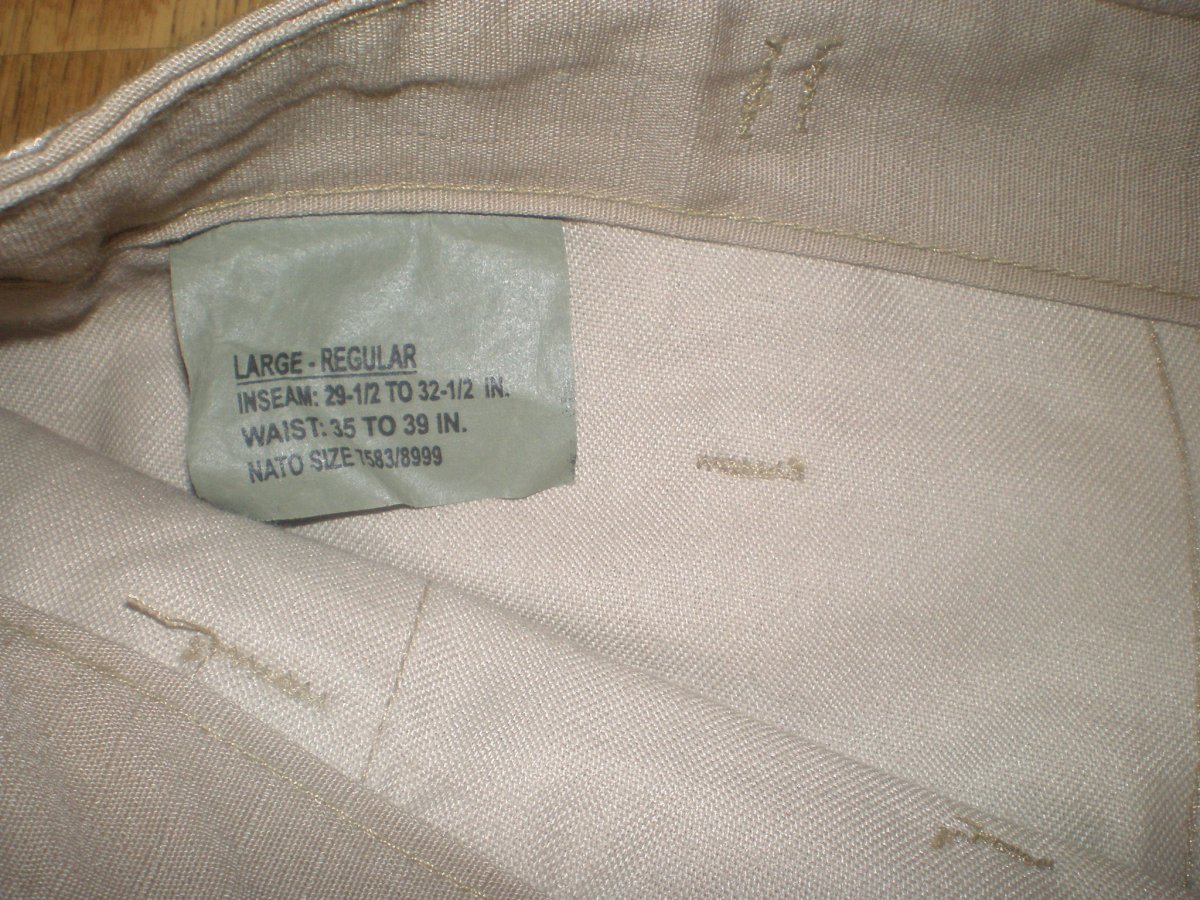 LARGE - REGULAR
INSEAM: 29-1/2 TO 32-1/2 IN.
WAIST: 35 TO 39 IN.
NATO SIZE 7583/8999